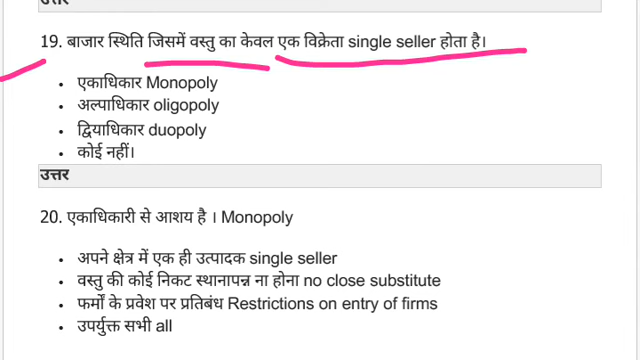 उत्तर
19. बाजार स्थिति जिसमें वस्तु का केवल एक विक्रेता single seller होता है।
• एकाधिकार Monopoly
• अल्पाधिकार oligopoly
• द्वियाधिकार duopoly
• कोई नहीं।
उत्तर
20. एकाधिकारी से आशय है । Monopoly
• अपने क्षेत्र में एक ही उत्पादक single seller
• वस्तु की कोई निकट स्थानापन्न ना होना no close substitute
• फर्मों के प्रवेश पर प्रतिबंध Restrictions on entry of firms
• उपर्युक्त सभी all